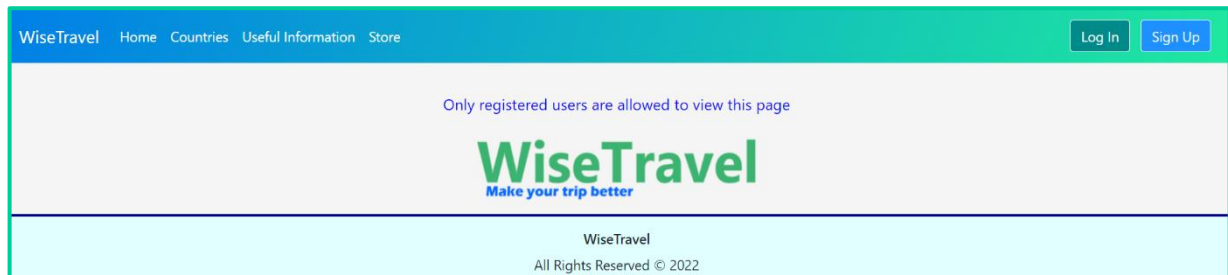 WiseTravel Home Countries Useful Information Store Log In Sign Up
Only registered users are allowed to view this page
WiseTravel
Make your trip better
WiseTravel
All Rights Reserved © 2022